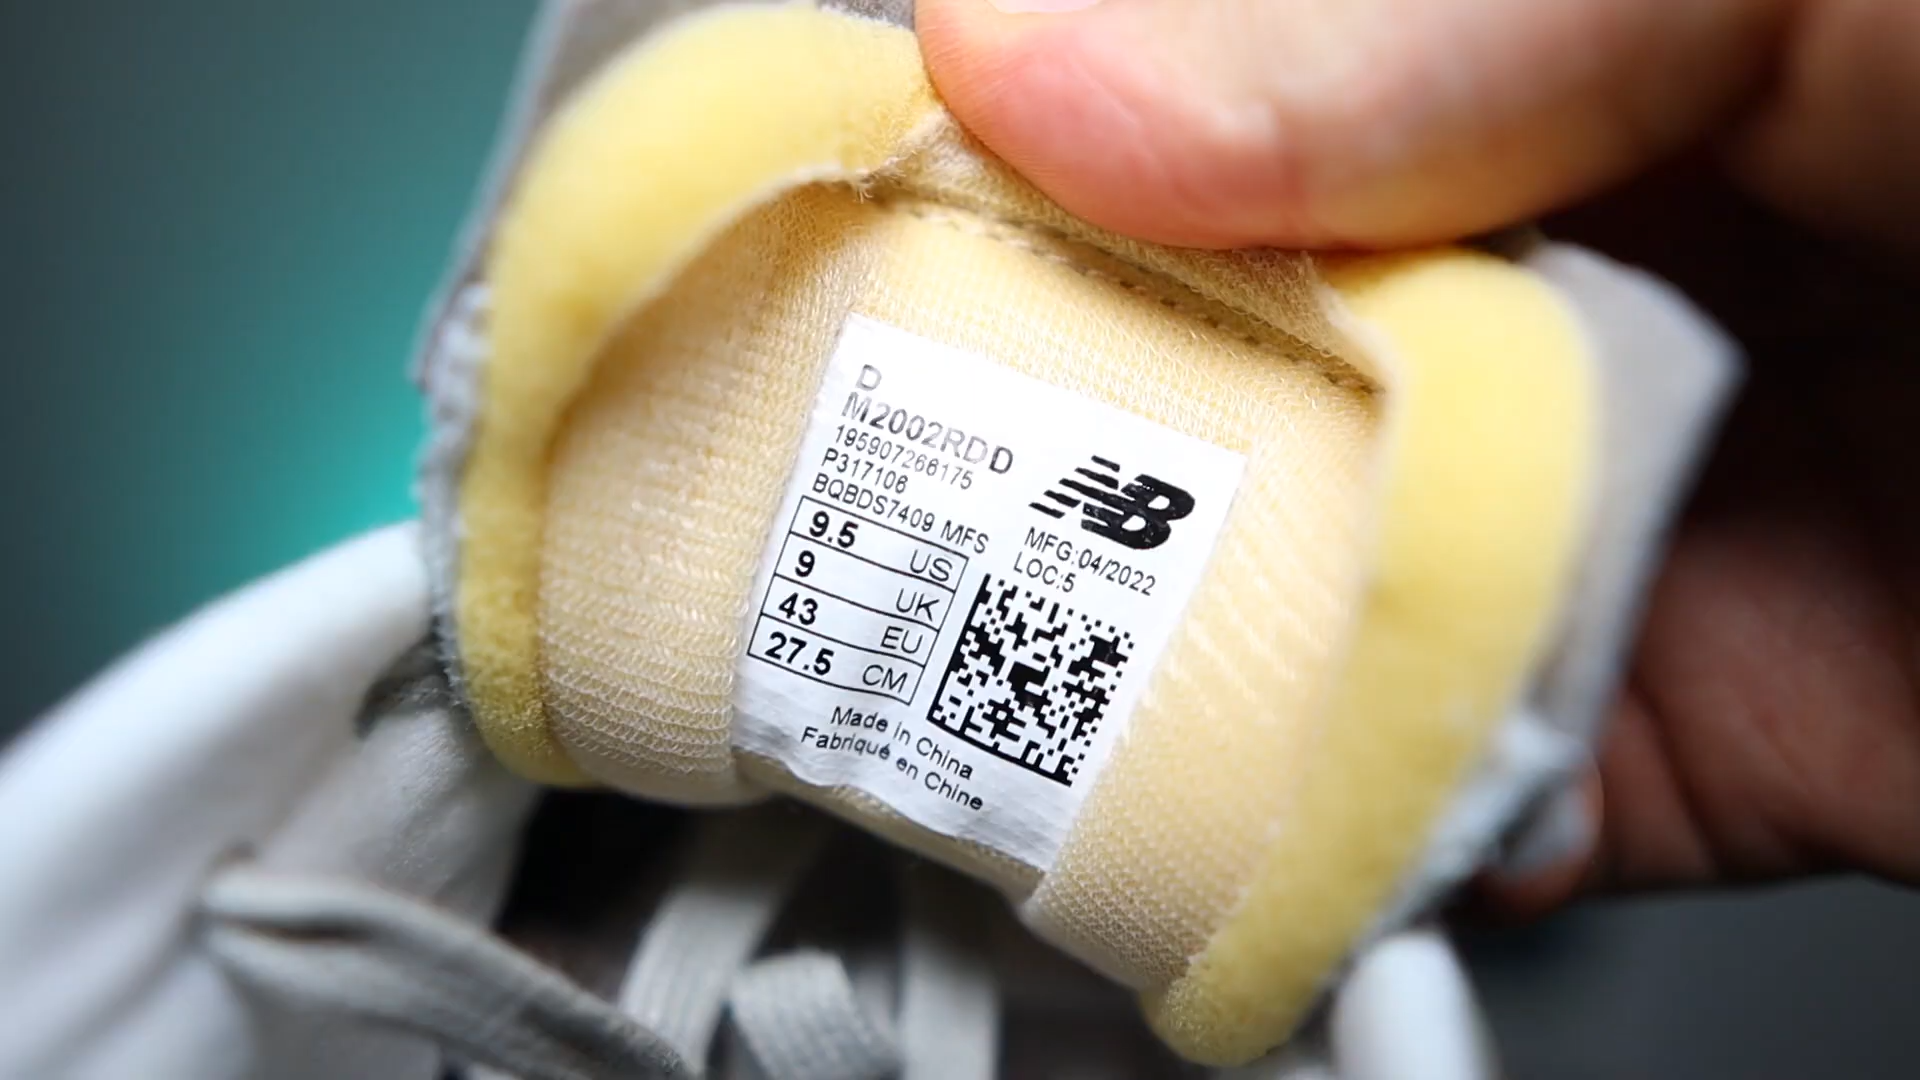 D
M2002RDD
195907266175
P317106
BQBDS7409 MFS
9.5 US
9 UK
43 EU
27.5 CM
NB
MFG:04/2022
LOC:5
Made in China
Fabriqué en Chine